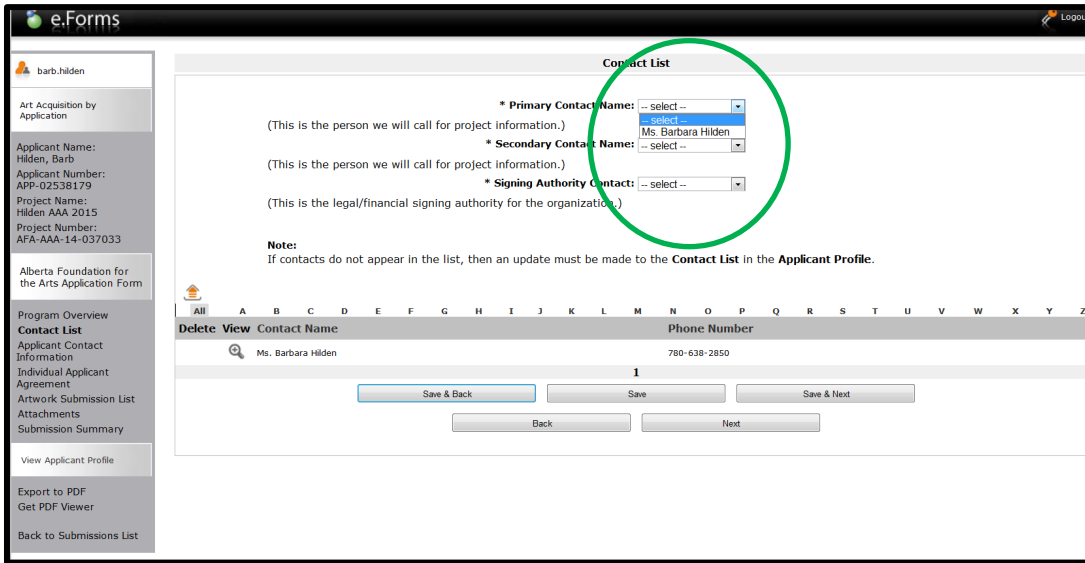 e.Forms
Logou
barb.hilden
Art Acquisition by
Application
Applicant Name:
Hilden, Barb
Applicant Number:
APP-02538179
Project Name:
Hilden AAA 2015
Project Number:
AFA-AAA-14-037033
Alberta Foundation for
the Arts Application Form
Program Overview
Contact List
Applicant Contact
Information
Individual Applicant
Agreement
Artwork Submission List
Attachments
Submission Summary
View Applicant Profile
Export to PDF
Get PDF Viewer
Back to Submissions List
Contact List
* Primary Contact Name: -- select --
-- select --
Ms. Barbara Hilden
(This is the person we will call for project information.)
* Secondary Contact Name: -- select --
(This is the person we will call for project information.)
* Signing Authority Contact: -- select --
(This is the legal/financial signing authority for the organization.)
Note:
If contacts do not appear in the list, then an update must be made to the Contact List in the Applicant Profile.
All A B C D E F G H I J K L M N O P Q R S T U V W X Y Z
Delete View Contact Name Phone Number
Ms. Barbara Hilden 780-638-2850
1
Save & Back Save Save & Next
Back Next